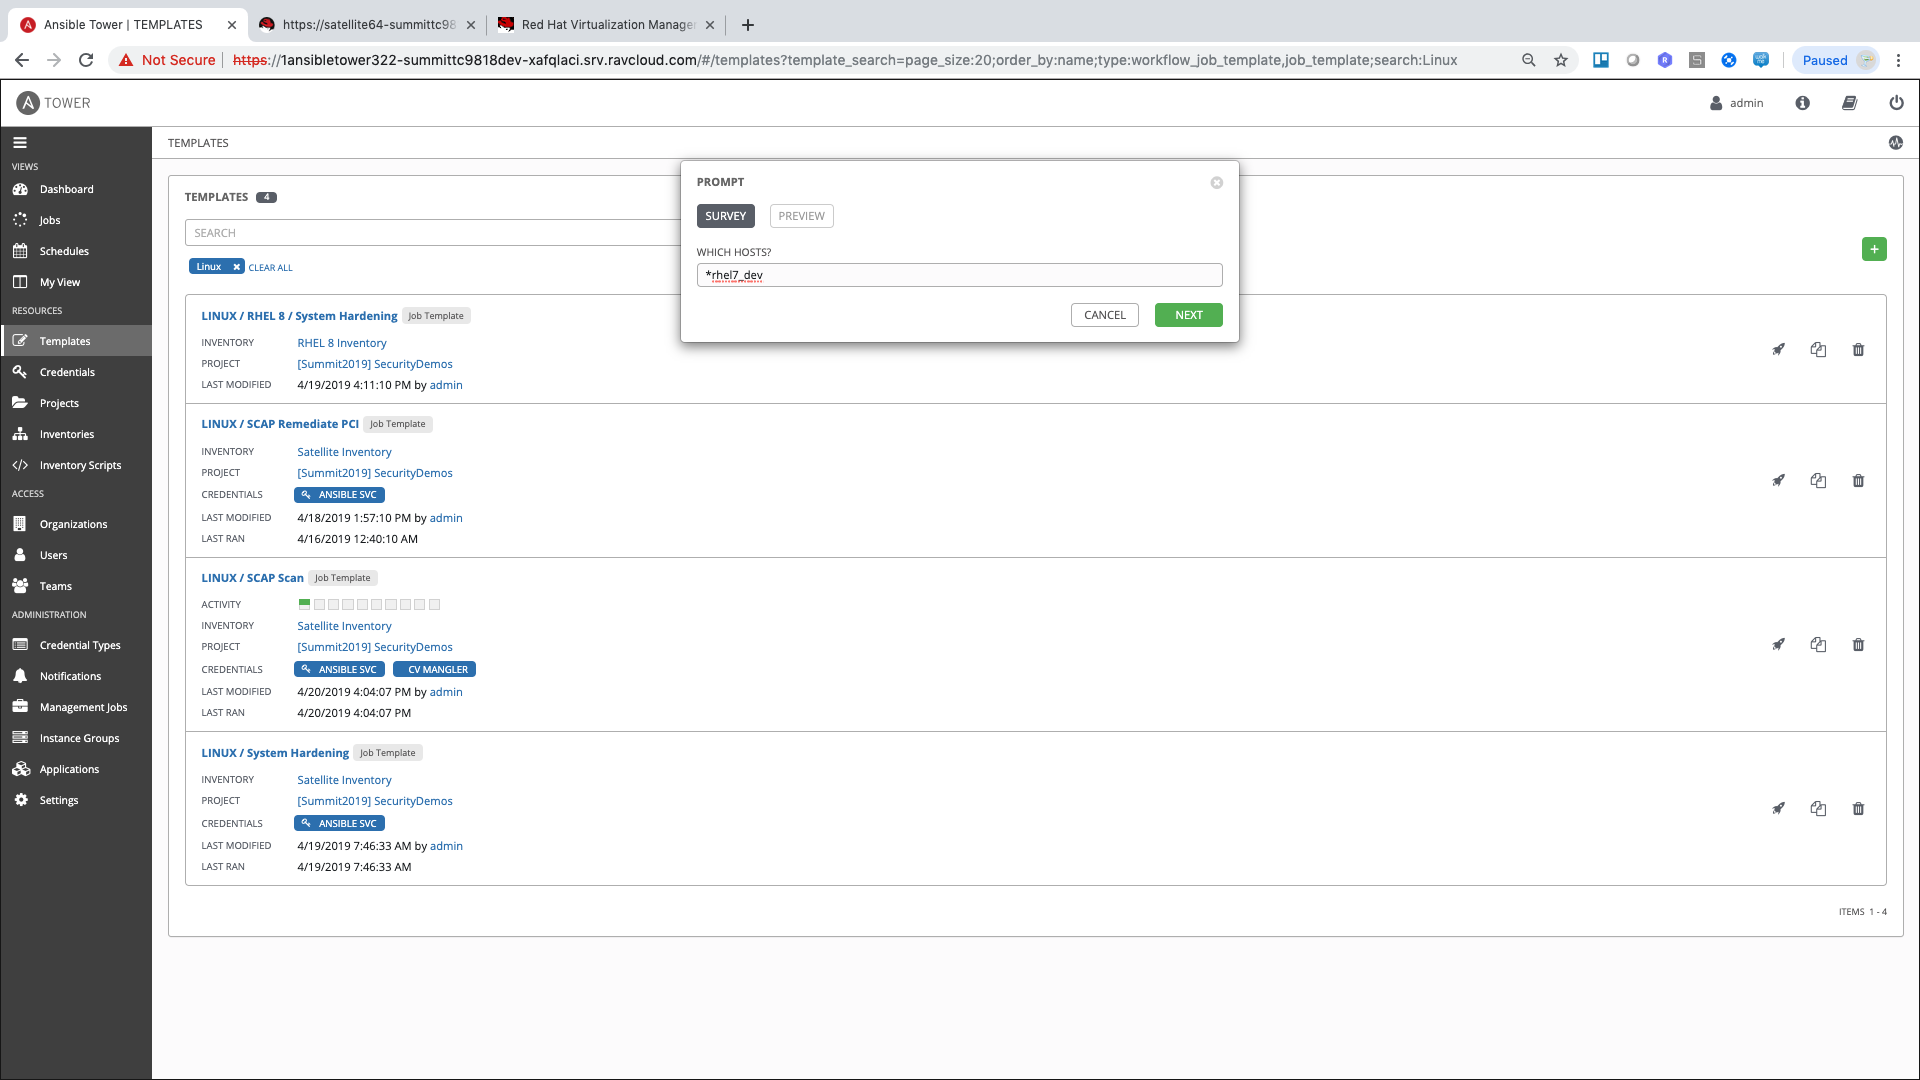 Ansible Tower | TEMPLATES
https://satellite64-summittc98
Red Hat Virtualization Manage
Not Secure
https://1ansibletower322-summittc9818dev-xafqlaci.srv.ravcloud.com/#/templates?template_search=page_size:20;order_by:name;type:workflow_job_template,job_template;search:Linux
Paused
TOWER
admin
VIEWS
Dashboard
Jobs
Schedules
My View
RESOURCES
Templates
Credentials
Projects
Inventories
Inventory Scripts
ACCESS
Organizations
Users
Teams
ADMINISTRATION
Credential Types
Notifications
Management Jobs
Instance Groups
Applications
Settings
TEMPLATES
TEMPLATES 4
SEARCH
Linux CLEAR ALL
PROMPT
SURVEY PREVIEW
WHICH HOSTS?
*rhel7_dev
CANCEL NEXT
LINUX / RHEL 8 / System Hardening Job Template
INVENTORY RHEL 8 Inventory
PROJECT [Summit2019] SecurityDemos
LAST MODIFIED 4/19/2019 4:11:10 PM by admin
LINUX / SCAP Remediate PCI Job Template
INVENTORY Satellite Inventory
PROJECT [Summit2019] SecurityDemos
CREDENTIALS ANSIBLE SVC
LAST MODIFIED 4/18/2019 1:57:10 PM by admin
LAST RAN 4/16/2019 12:40:10 AM
LINUX / SCAP Scan Job Template
ACTIVITY
INVENTORY Satellite Inventory
PROJECT [Summit2019] SecurityDemos
CREDENTIALS ANSIBLE SVC CV MANGLER
LAST MODIFIED 4/20/2019 4:04:07 PM by admin
LAST RAN 4/20/2019 4:04:07 PM
LINUX / System Hardening Job Template
INVENTORY Satellite Inventory
PROJECT [Summit2019] SecurityDemos
CREDENTIALS ANSIBLE SVC
LAST MODIFIED 4/19/2019 7:46:33 AM by admin
LAST RAN 4/19/2019 7:46:33 AM
ITEMS 1 - 4